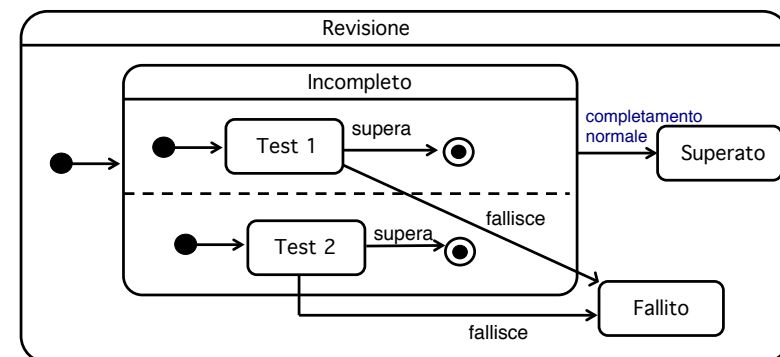 Revisione
Incompleto
completamento
normale
supera
Test 1
Superato
fallisce
supera
Test 2
Fallito
fallisce